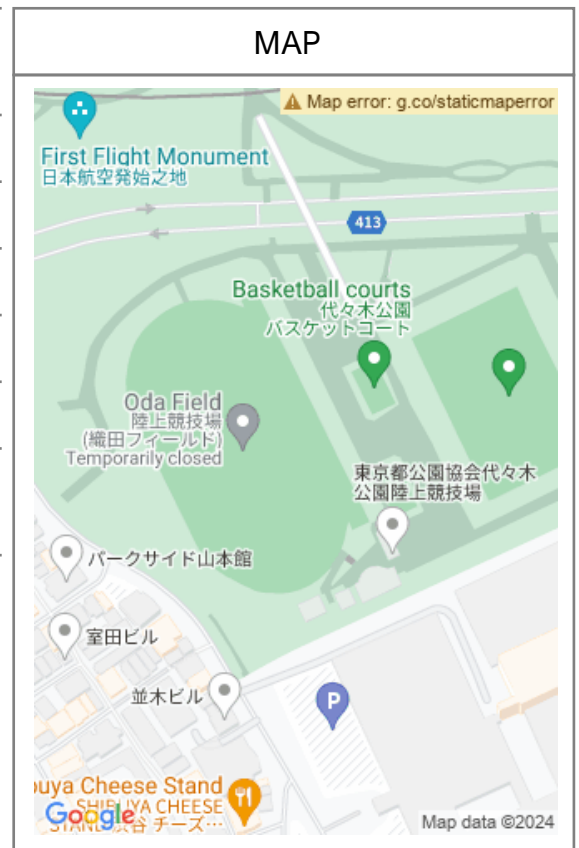 MAP
Map error: g.co/staticmaperror
First Flight Monument
日本航空発始之地
413
Basketball courts
代々木公園
バスケットコート
Oda Field
陸上競技場
(織田フィールド)
Temporarily closed
東京都公園協会代々木
公園陸上競技場
パークサイド山本館
室田ビル
並木ビル
P
buya Cheese Stand
SHIBUYA CHEESE
STAND 渋谷 チーズ…
Google
Map data ©2024